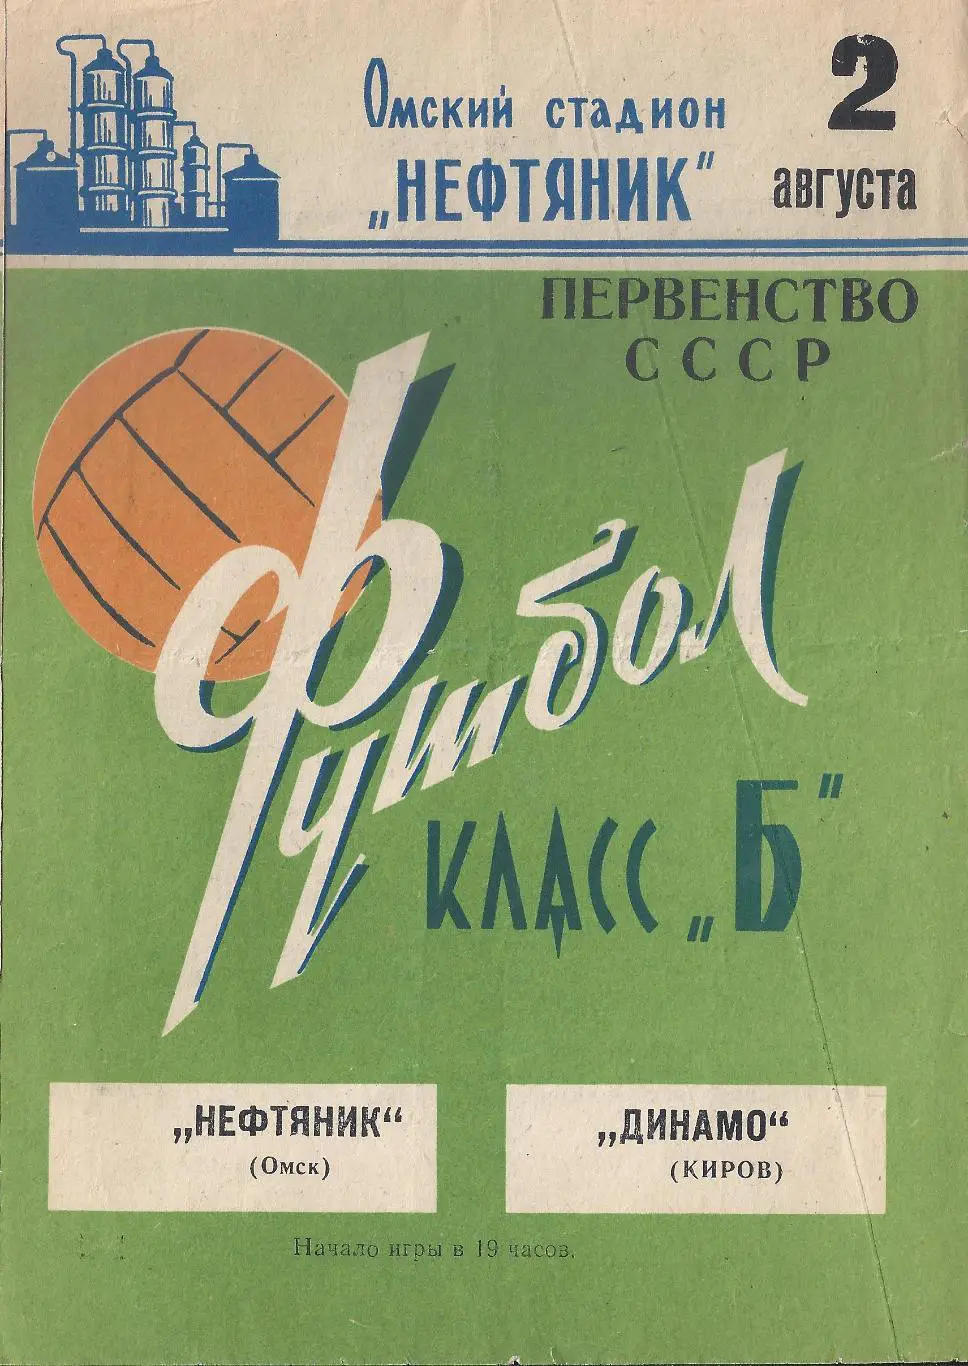 Омский стадион
„НЕФТЯНИК"
2
августа
ПЕРВЕНСТВО
СССР
Футбол
КЛАСС „Б"
„НЕФТЯНИК“
(Омск)
„ДИНАМО“
(КИРОВ)
Начало игры в 19 часов.